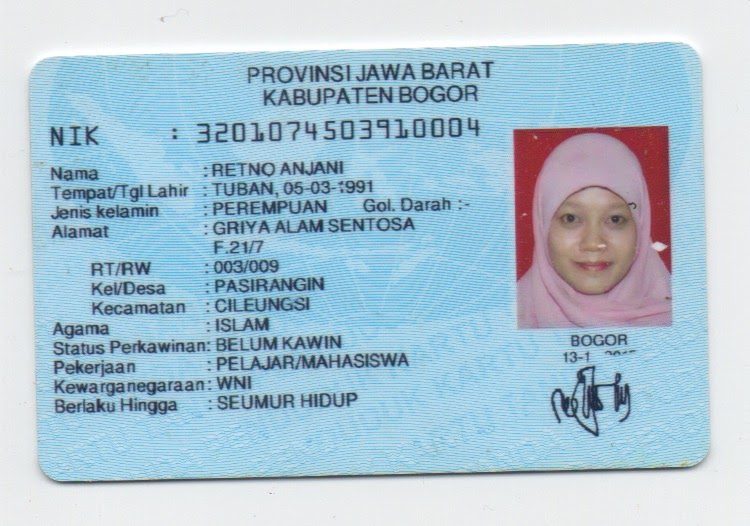 PROVINSI JAWA BARAT
KABUPATEN BOGOR
NIK : 3201074503910004
Nama : RETNO ANJANI
Tempat/Tgl Lahir : TUBAN, 05-03-1991
Jenis kelamin : PEREMPUAN Gol. Darah :-
Alamat : GRIYA ALAM SENTOSA
F.21/7
RT/RW : 003/009
Kel/Desa : PASIRANGIN
Kecamatan : CILEUNGSI
Agama : ISLAM
Status Perkawinan: BELUM KAWIN
Pekerjaan : PELAJAR/MAHASISWA
Kewarganegaraan: WNI
Berlaku Hingga : SEUMUR HIDUP
BOGOR